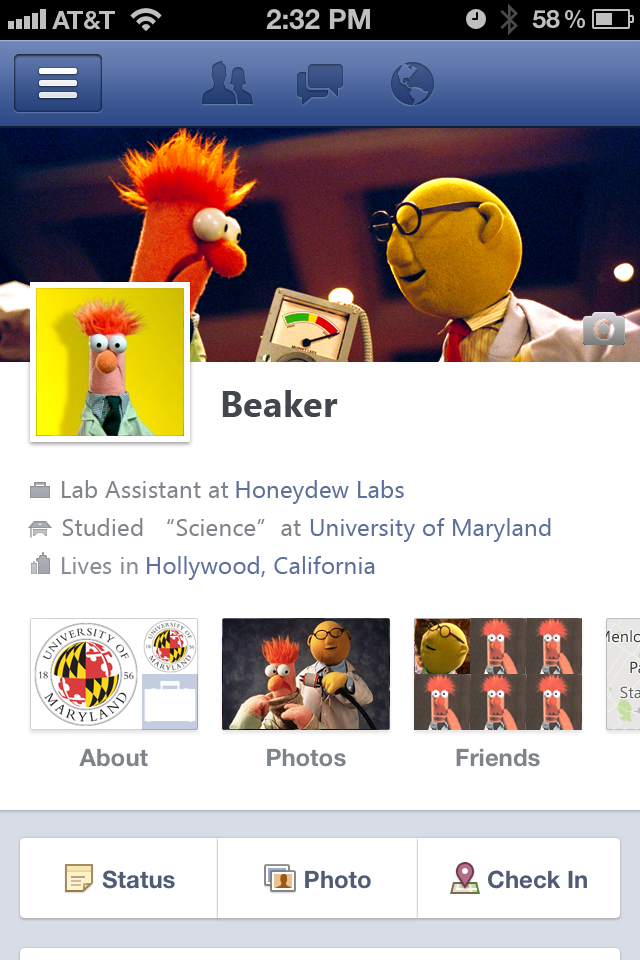 AT&T 2:32 PM 58 %
Beaker
Lab Assistant at Honeydew Labs
Studied “Science” at University of Maryland
Lives in Hollywood, California
UNIVERSITY OF
18 56
MARYLAND
UNIVERSITY OF
18 56
MARYLAND
Menlo
Pa
Sta
About Photos Friends
Status Photo Check In